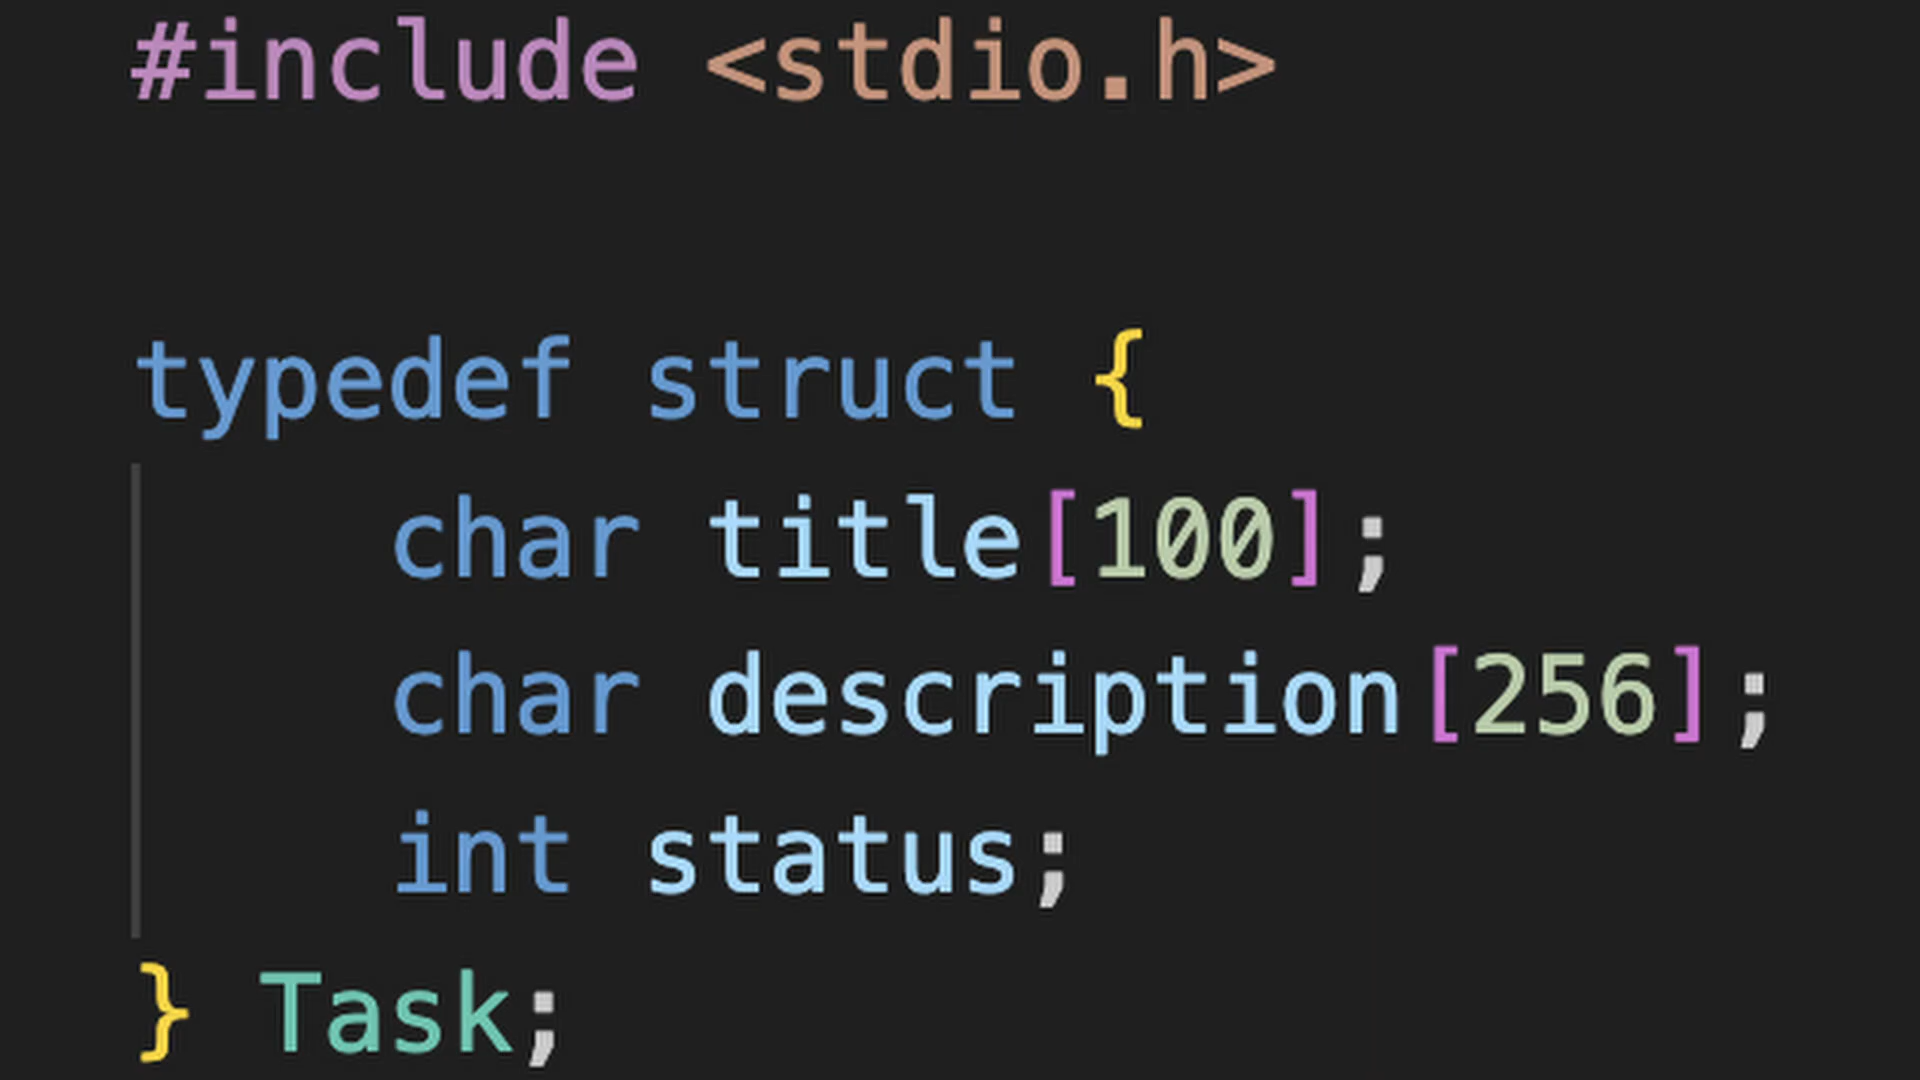 #include <stdio.h>
typedef struct {
char title[100];
char description[256];
int status;
} Task;